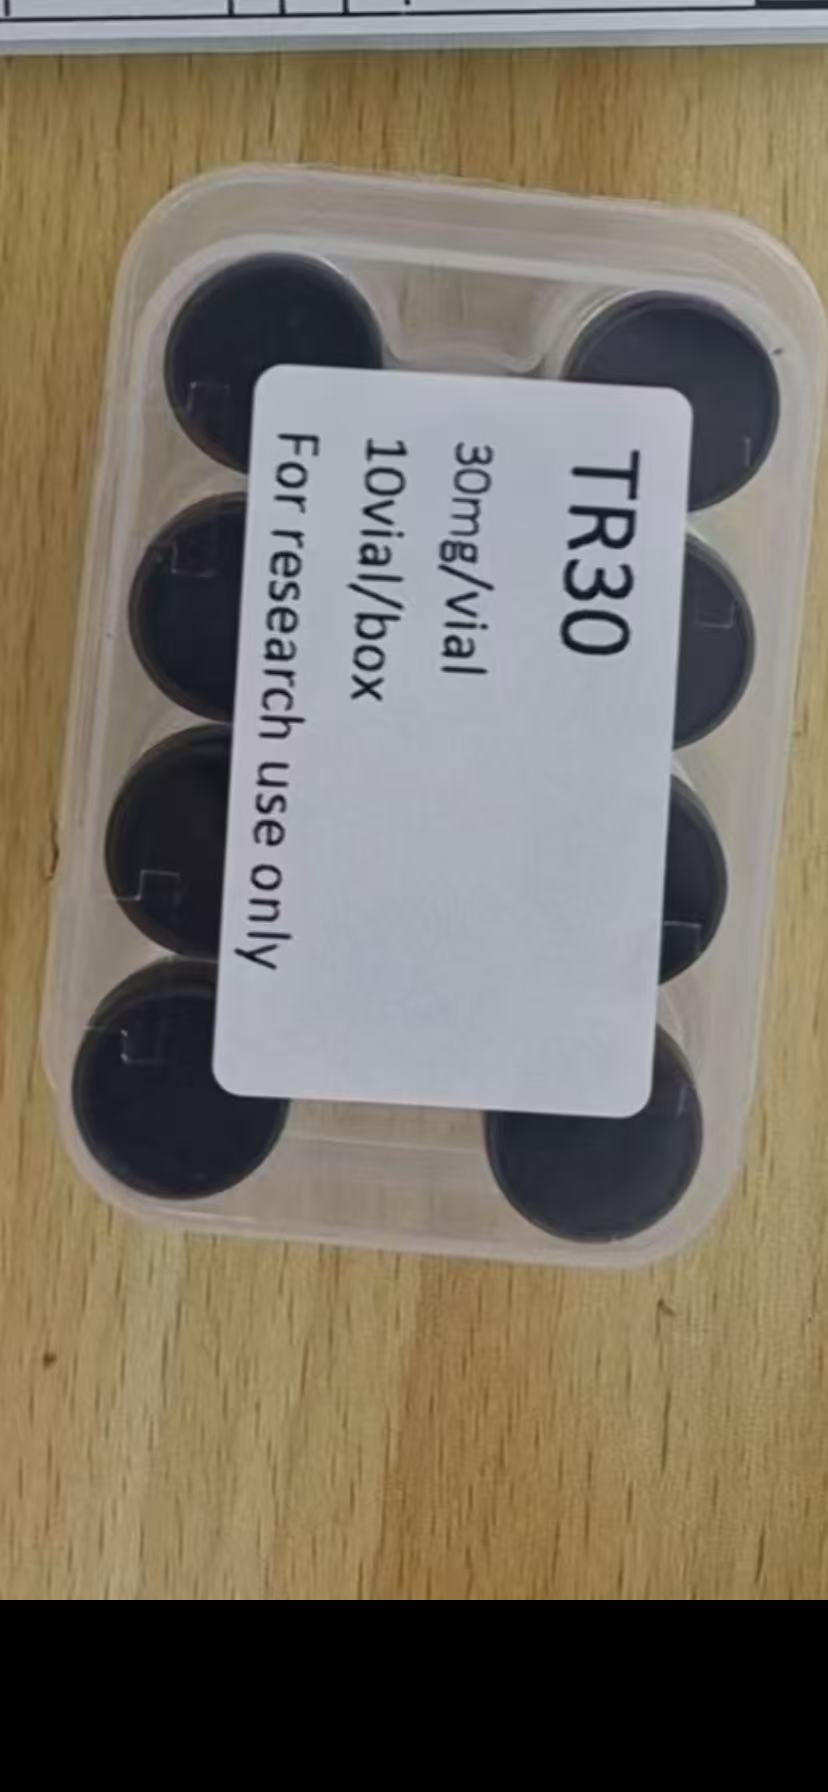 TR30
30mg/vial
10vial/box
For research use only